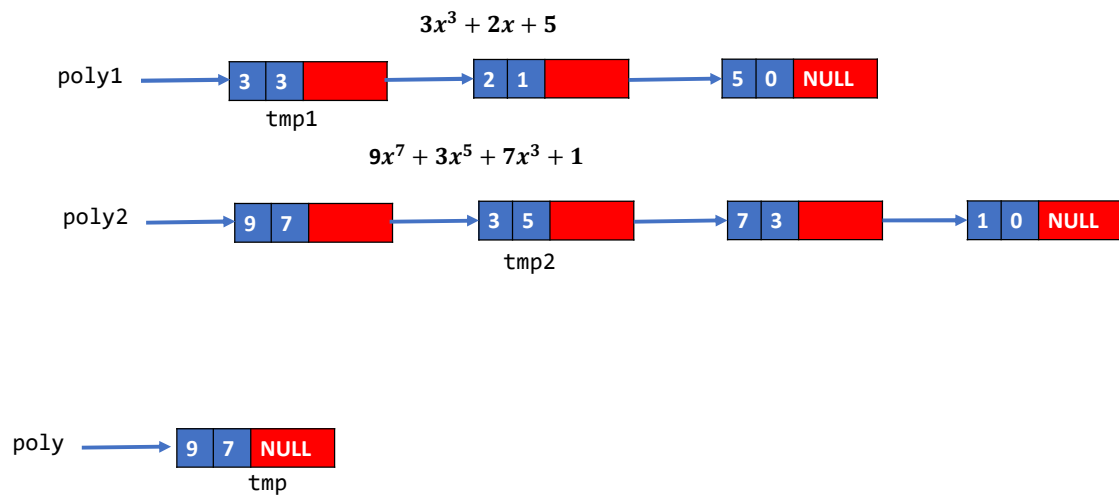 3x³ + 2x + 5
poly1 3 3 2 1 5 0 NULL
tmp1
9x⁷ + 3x⁵ + 7x³ + 1
poly2 9 7 3 5 7 3 1 0 NULL
tmp2
poly 9 7 NULL
tmp